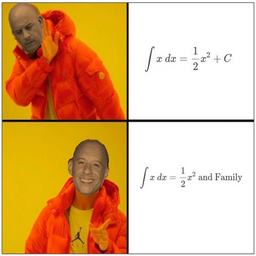 ∫ x dx = 1/2 x² + C
∫ x dx = 1/2 x² and Family